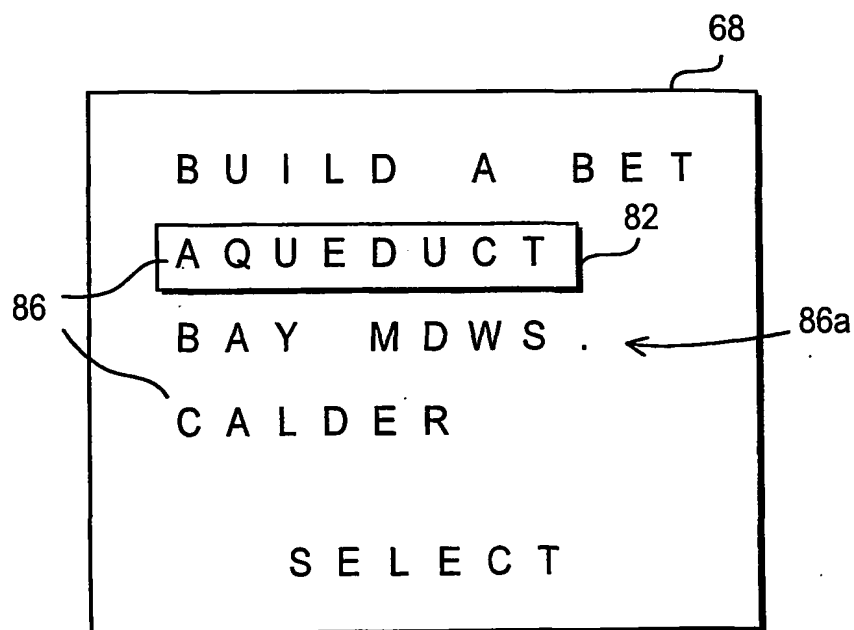 68
BUILD A BET
AQUEDUCT 82
86
BAY MDWS. 86a
CALDER
SELECT